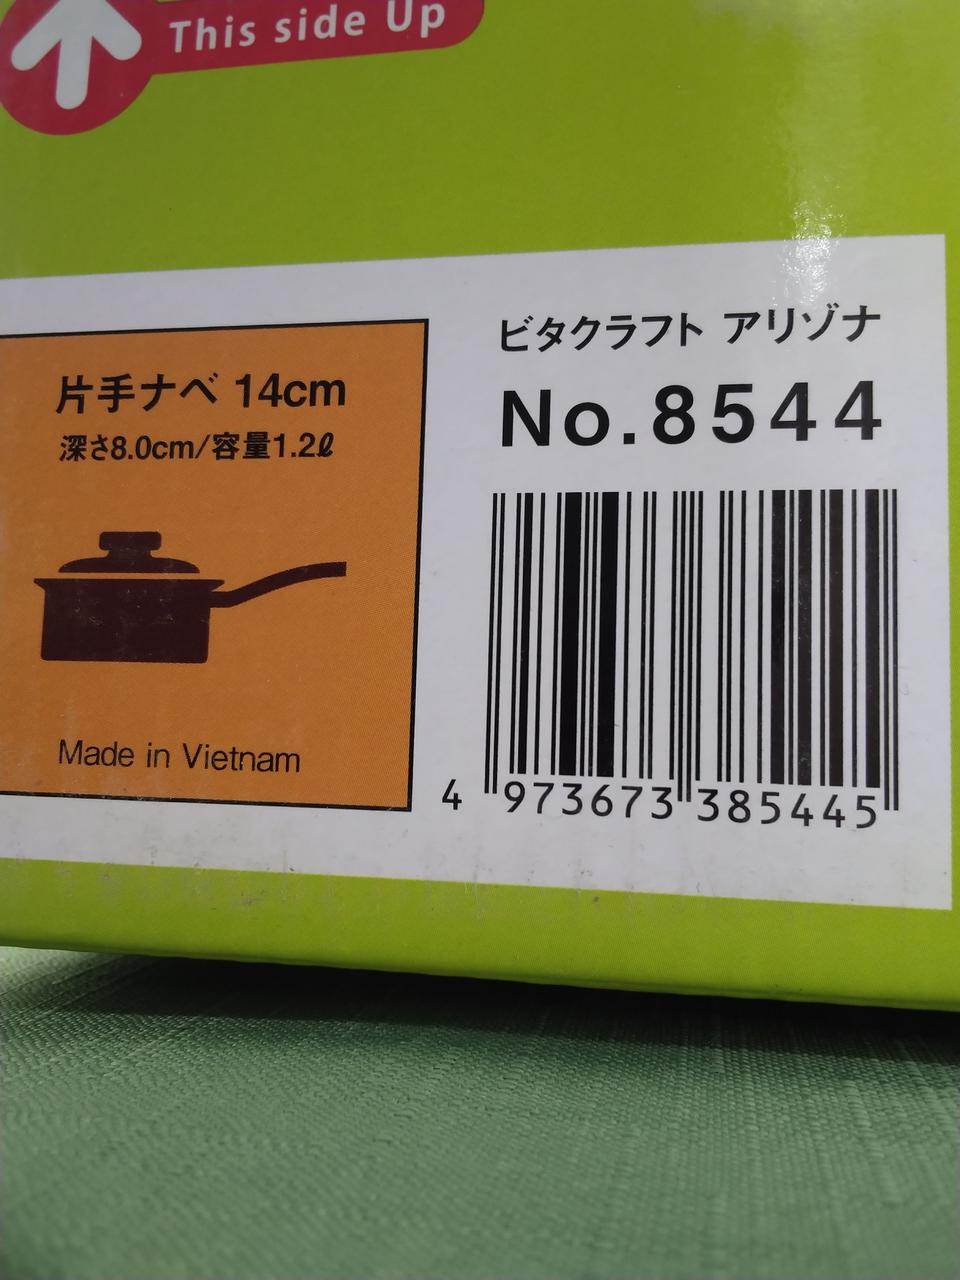 This side Up
片手ナベ 14cm
深さ8.0cm/容量1.2ℓ
Made in Vietnam
ビタクラフト アリゾナ
No.8544
4 973673 385445